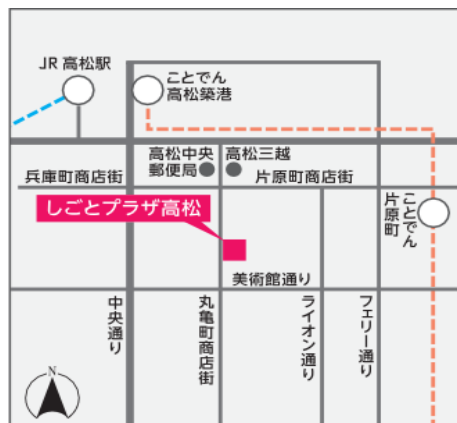 JR 高松駅
ことでん
高松築港
高松中央
郵便局
高松三越
兵庫町商店街
片原町商店街
しごとプラザ高松
ことでん
片原町
美術館通り
中央通り
丸亀町商店街
ライオン通り
フェリー通り
N